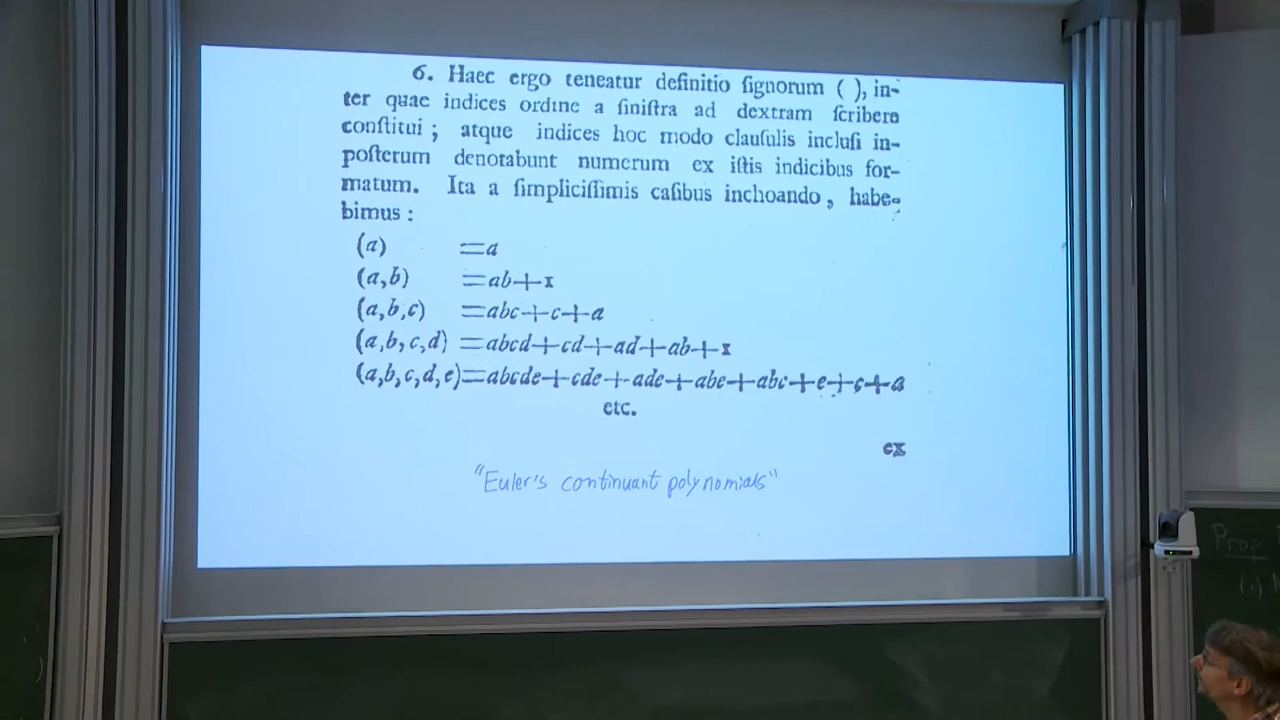 6. Haec ergo teneatur definitio ſignorum ( ), in-
ter quae indices ordine a ſiniſtra ad dextram ſcribere
conſtitui ; atque indices hoc modo clauſulis incluſi in-
poſterum denotabunt numerum ex iſtis indicibus for-
matum. Ita a ſimpliciſſimis caſibus inchoando, habe-
bimus :
(a) =a
(a,b) =ab+1
(a,b,c) =abc+c+a
(a,b,c,d) =abcd+cd+ad+ab+1
(a,b,c,d,e)=abcde+cde+ade+abe+abc+e+c+a
etc.
ex
"Euler's continuant polynomials"
Prop